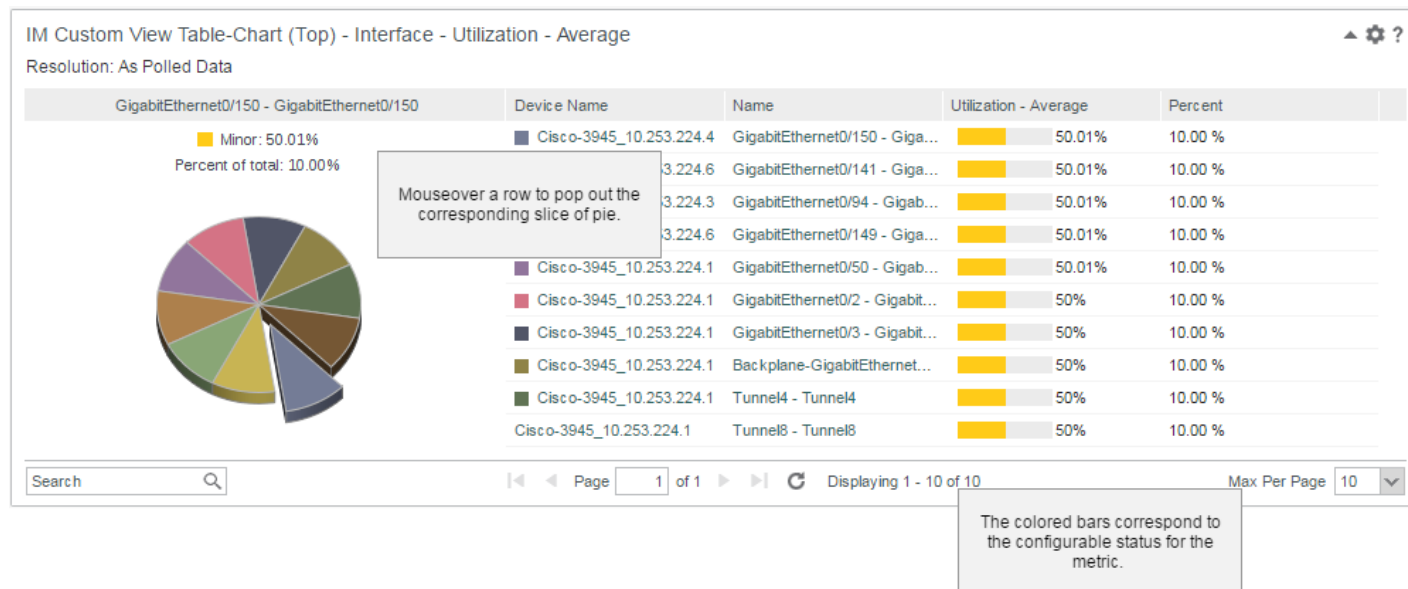 IM Custom View Table-Chart (Top) - Interface - Utilization - Average
?
Resolution: As Polled Data
GigabitEthernet0/150 - GigabitEthernet0/150 Device Name Name Utilization - Average Percent
Minor: 50.01%
Percent of total: 10.00%
Cisco-3945_10.253.224.4 GigabitEthernet0/150 - Giga... 50.01% 10.00 %
3.224.6 GigabitEthernet0/141 - Giga... 50.01% 10.00 %
3.224.3 GigabitEthernet0/94 - Gigab... 50.01% 10.00 %
3.224.6 GigabitEthernet0/149 - Giga... 50.01% 10.00 %
Cisco-3945_10.253.224.1 GigabitEthernet0/50 - Gigab... 50.01% 10.00 %
Cisco-3945_10.253.224.1 GigabitEthernet0/2 - Gigabit... 50% 10.00 %
Cisco-3945_10.253.224.1 GigabitEthernet0/3 - Gigabit... 50% 10.00 %
Cisco-3945_10.253.224.1 Backplane-GigabitEthernet... 50% 10.00 %
Cisco-3945_10.253.224.1 Tunnel4 - Tunnel4 50% 10.00 %
Cisco-3945_10.253.224.1 Tunnel8 - Tunnel8 50% 10.00 %
Mouseover a row to pop out the
corresponding slice of pie.
Search Page 1 of 1 Displaying 1 - 10 of 10 Max Per Page 10
The colored bars correspond to
the configurable status for the
metric.